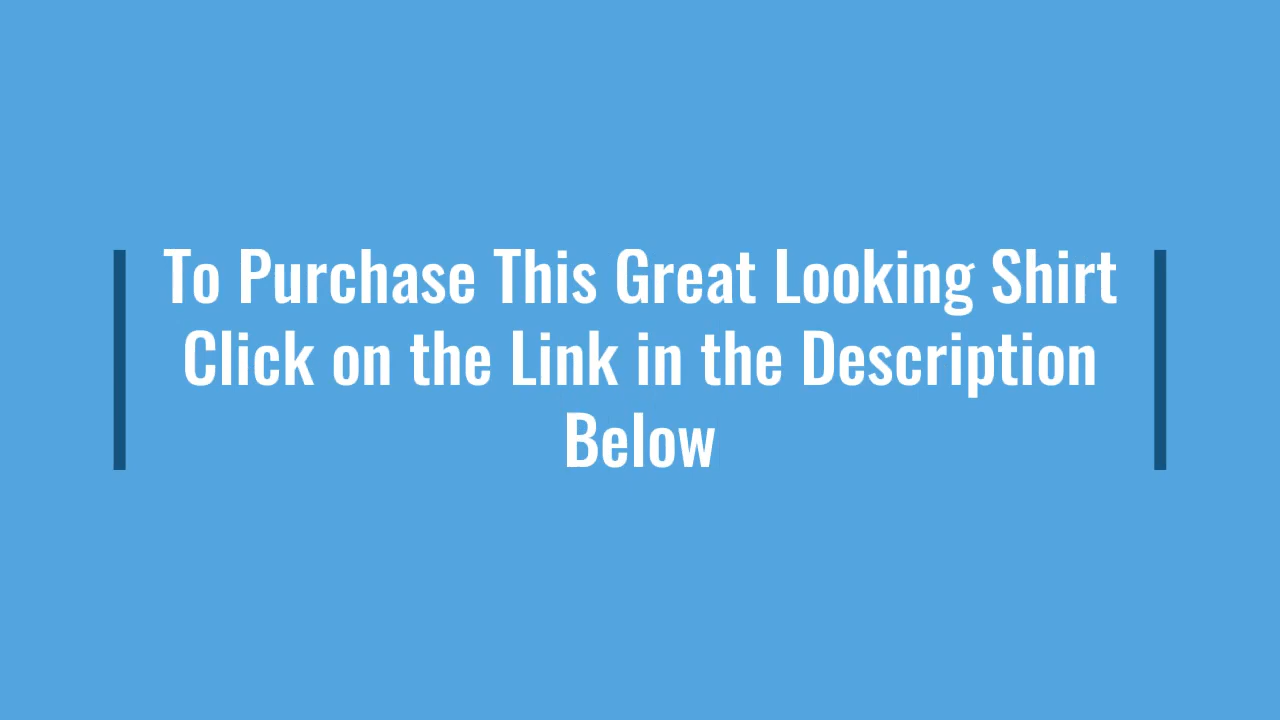 To Purchase This Great Looking Shirt
Click on the Link in the Description
Below